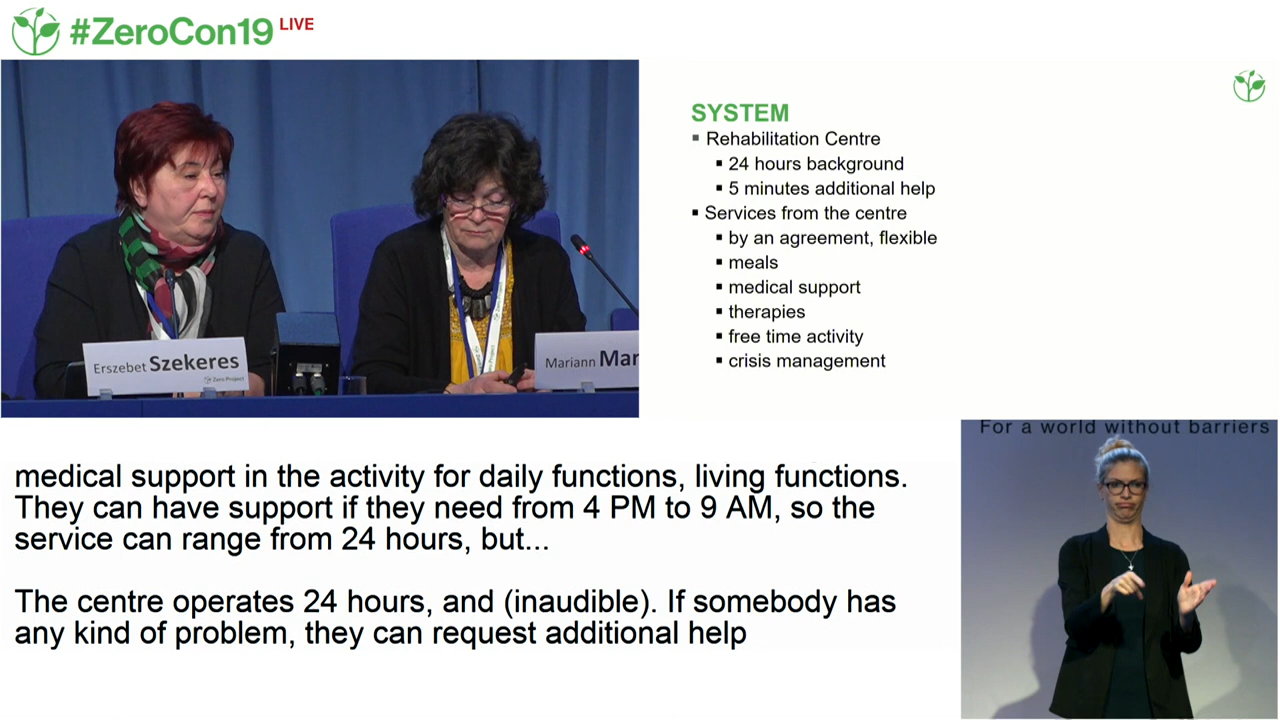 #ZeroCon19 LIVE
SYSTEM
Rehabilitation Centre
24 hours background
5 minutes additional help
Services from the centre
by an agreement, flexible
meals
medical support
therapies
free time activity
crisis management
Erszebet Szekeres
Zero Project
Mariann Mar
For a world without barriers
medical support in the activity for daily functions, living functions.
They can have support if they need from 4 PM to 9 AM, so the
service can range from 24 hours, but...
The centre operates 24 hours, and (inaudible). If somebody has
any kind of problem, they can request additional help